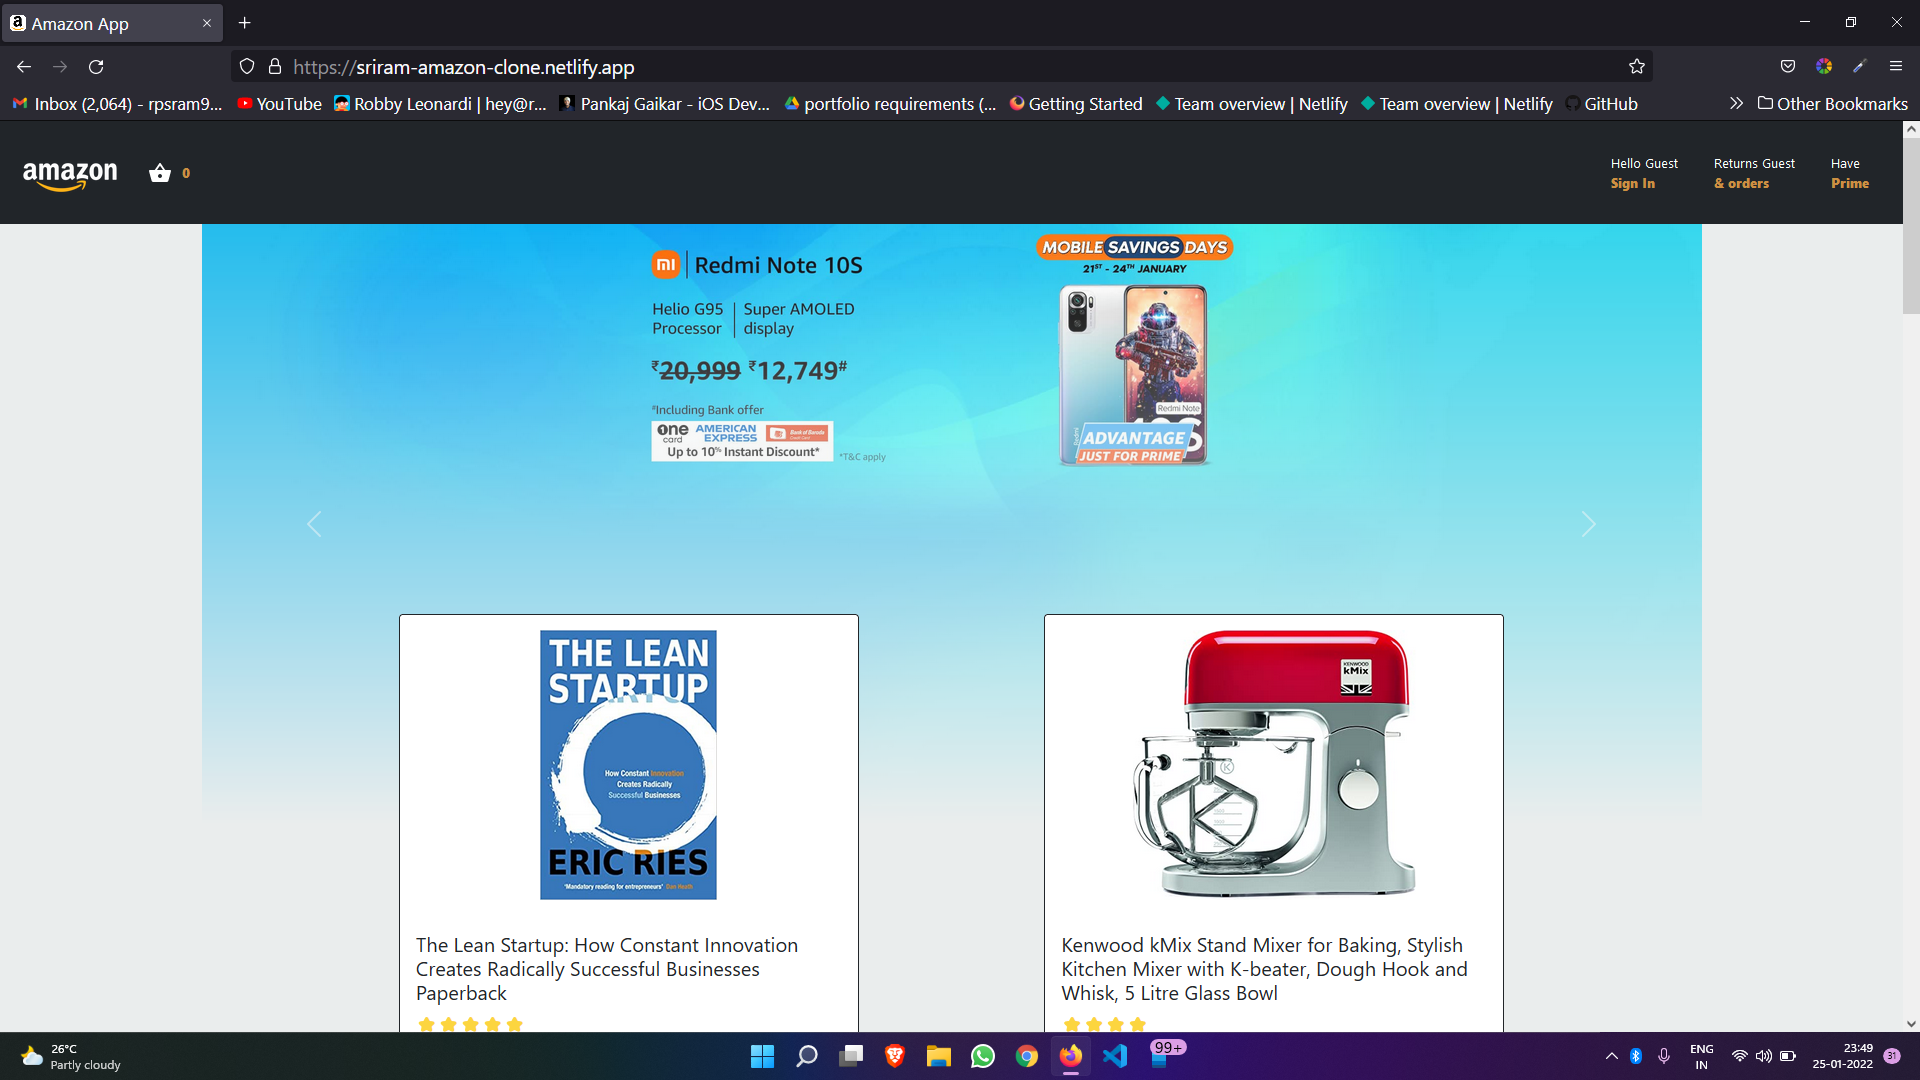 Amazon App
https://sriram-amazon-clone.netlify.app
Inbox (2,064) - rpsram9...
YouTube
Robby Leonardi | hey@r...
Pankaj Gaikar - iOS Dev...
portfolio requirements (...
Getting Started
Team overview | Netlify
Team overview | Netlify
GitHub
Other Bookmarks
amazon
0
Hello Guest
Sign In
Returns Guest
& orders
Have
Prime
mi Redmi Note 10S
Helio G95
Processor
Super AMOLED
display
₹20,999 ₹12,749#
#Including Bank offer
one
card
AMERICAN
EXPRESS
Bank of Baroda
Up to 10% Instant Discount*
*T&C apply
MOBILE SAVINGS DAYS
21ST - 24TH JANUARY
Redmi Note
10S
Redmi
ADVANTAGE
JUST FOR PRIME
THE LEAN
STARTUP
How Constant Innovation
Creates Radically
Successful Businesses
ERIC RIES
'Mandatory reading for entrepreneurs' Dan Heath
KENWOOD
kMix
K
The Lean Startup: How Constant Innovation
Creates Radically Successful Businesses
Paperback
Kenwood kMix Stand Mixer for Baking, Stylish
Kitchen Mixer with K-beater, Dough Hook and
Whisk, 5 Litre Glass Bowl
26°C
Partly cloudy
99+
ENG
IN
23:49
25-01-2022
31